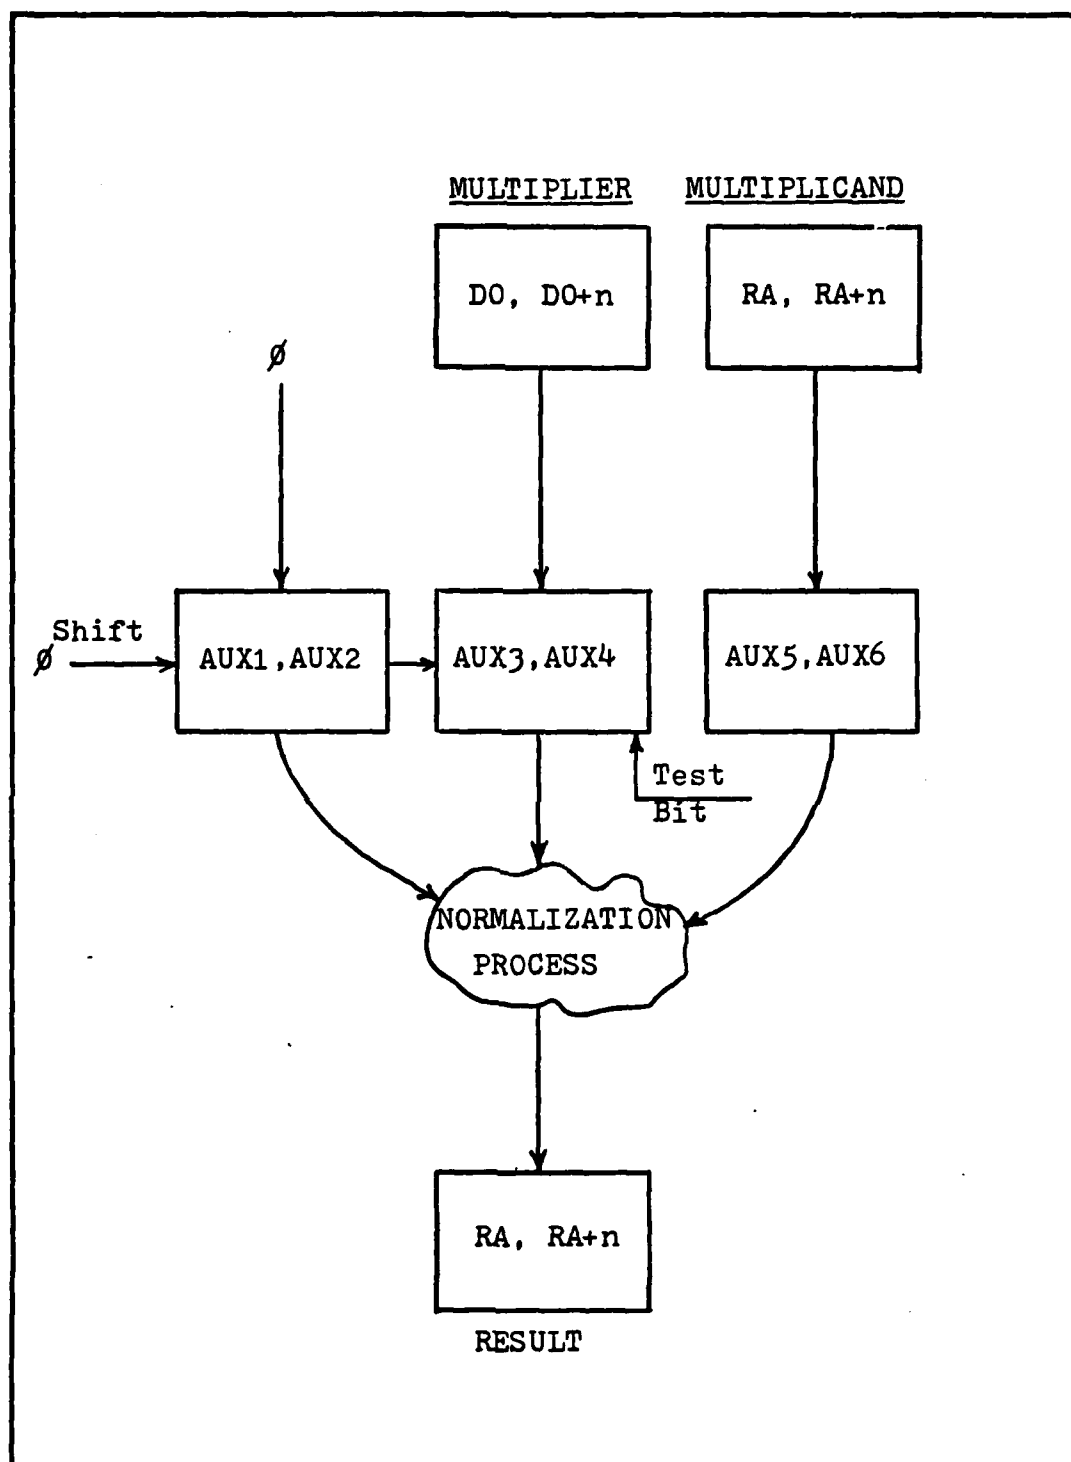 MULTIPLIER MULTIPLICAND
DO, DO+n
RA, RA+n
Ø
Shift
Ø
AUX1,AUX2
AUX3,AUX4
AUX5,AUX6
Test
Bit
NORMALIZATION
PROCESS
RA, RA+n
RESULT